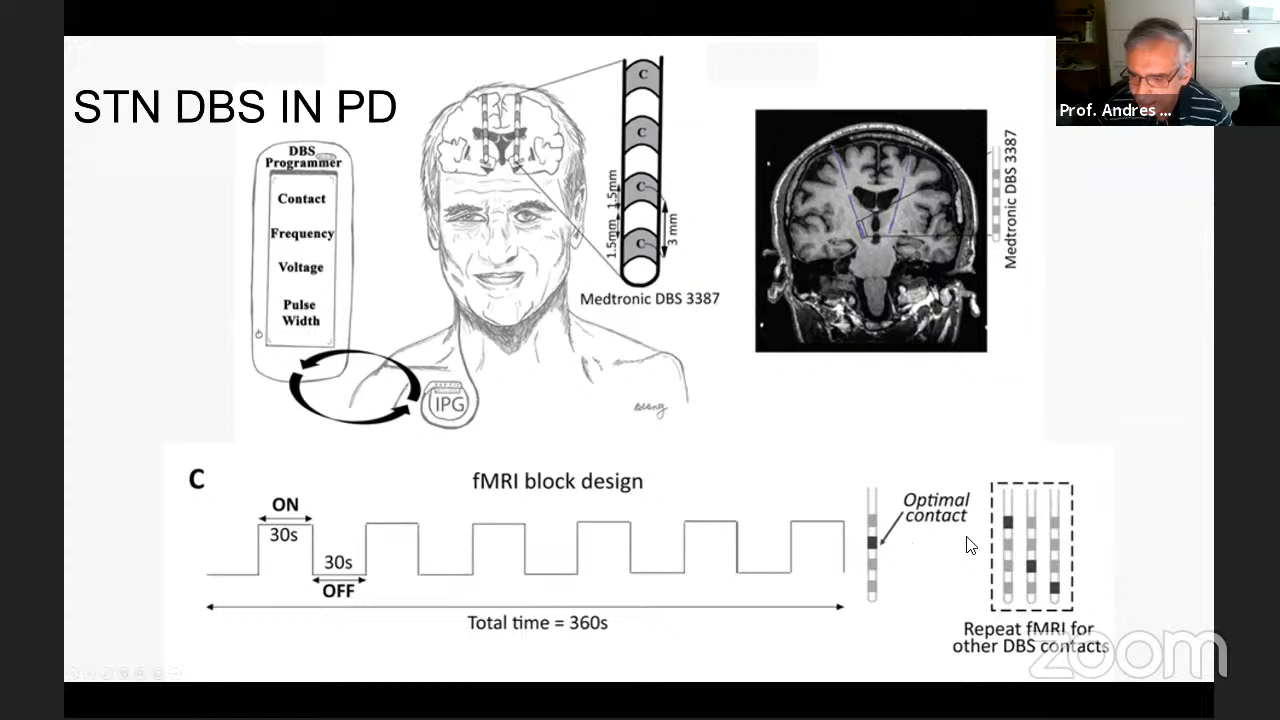 STN DBS IN PD
DBS
Programmer
Contact
Frequency
Voltage
Pulse
Width
IPG
C
C
C
C
1.5mm
1.5mm
3 mm
Medtronic DBS 3387
Medtronic DBS 3387
Prof. Andres ...
C
fMRI block design
ON
30s
30s
OFF
Total time = 360s
Optimal
contact
Repeat fMRI for
other DBS contacts
zoom